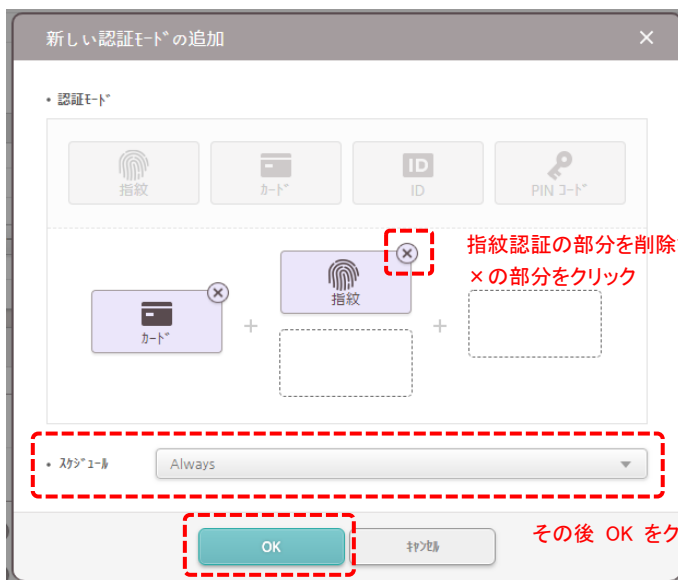 新しい認証ﾓｰﾄﾞの追加
• 認証ﾓｰﾄﾞ
指紋
ｶｰﾄﾞ
ID
ID
PIN ｺｰﾄﾞ
指紋認証の部分を削除
×の部分をクリック
指紋
ｶｰﾄﾞ
+
+
• ｽｹｼﾞｭｰﾙ
Always
OK
ｷｬﾝｾﾙ
その後 OK をク